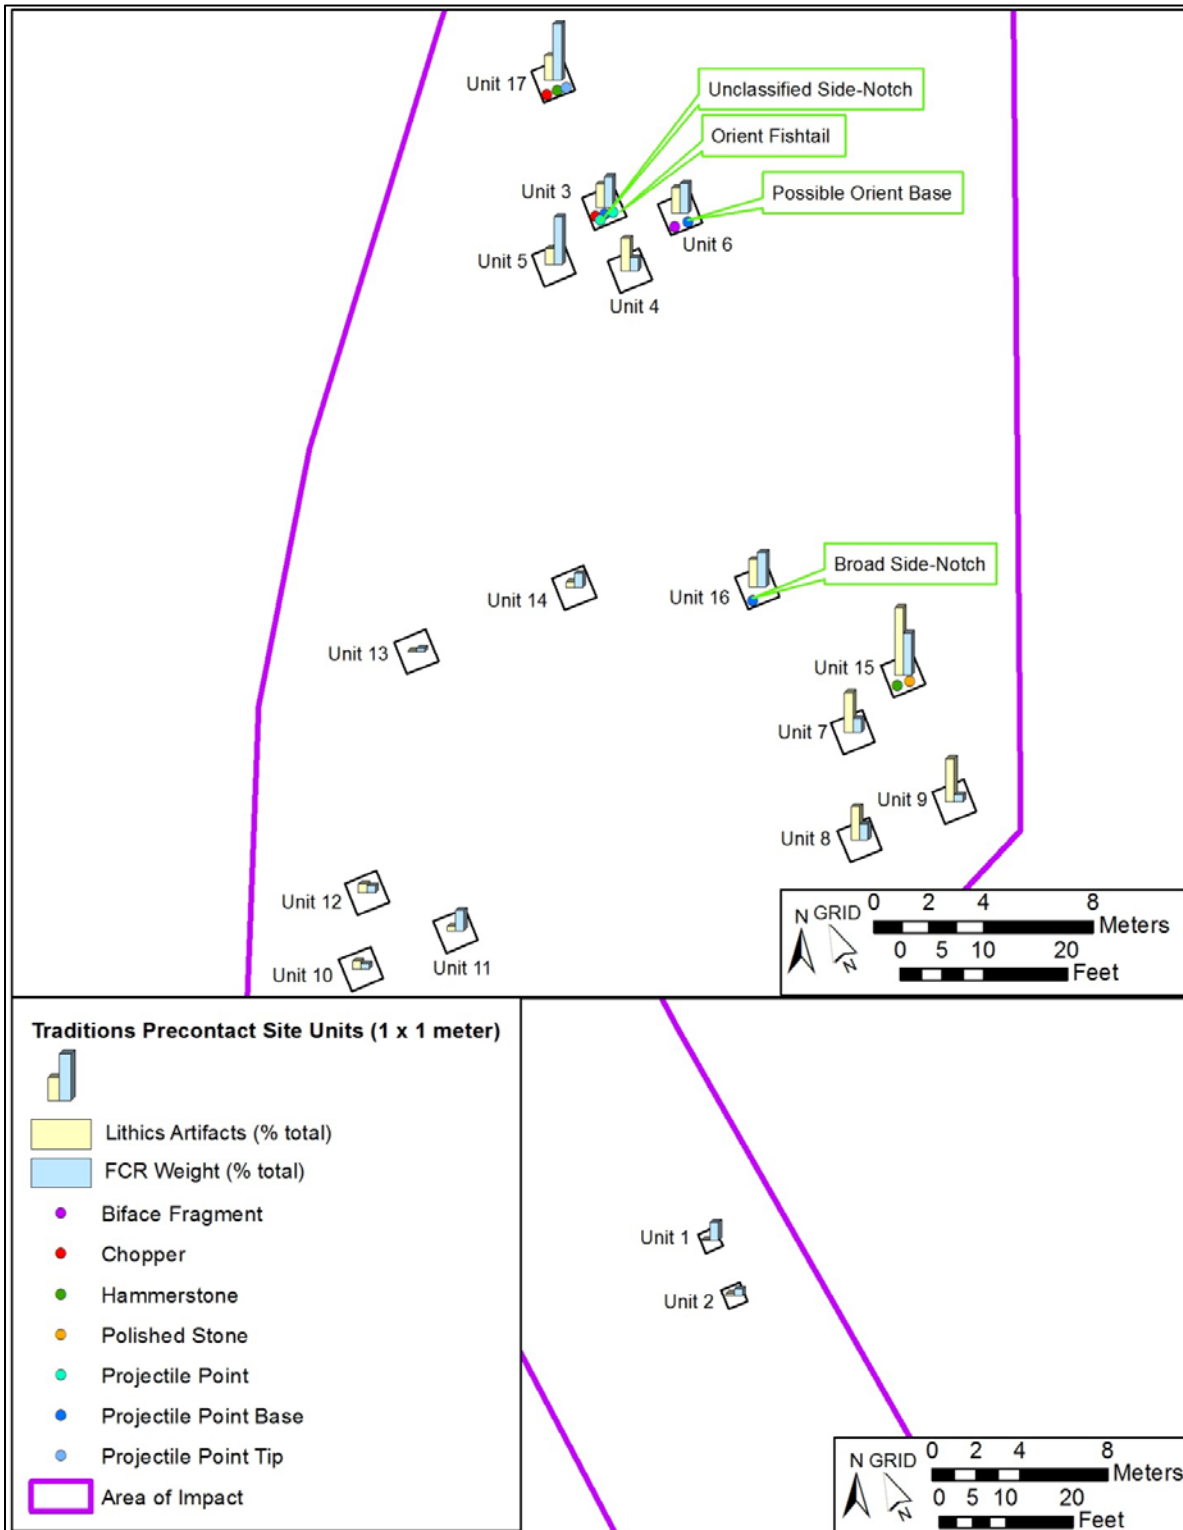 Unit 17
Unclassified Side-Notch
Orient Fishtail
Unit 3
Possible Orient Base
Unit 6
Unit 5
Unit 4
Broad Side-Notch
Unit 14
Unit 16
Unit 13
Unit 15
Unit 7
Unit 9
Unit 8
Unit 12
Unit 10
Unit 11
N GRID
N
0 2 4 8
Meters
0 5 10 20
Feet
Traditions Precontact Site Units (1 x 1 meter)
Lithics Artifacts (% total)
FCR Weight (% total)
Biface Fragment
Chopper
Hammerstone
Polished Stone
Projectile Point
Projectile Point Base
Projectile Point Tip
Area of Impact
Unit 1
Unit 2
N GRID
N
0 2 4 8
Meters
0 5 10 20
Feet